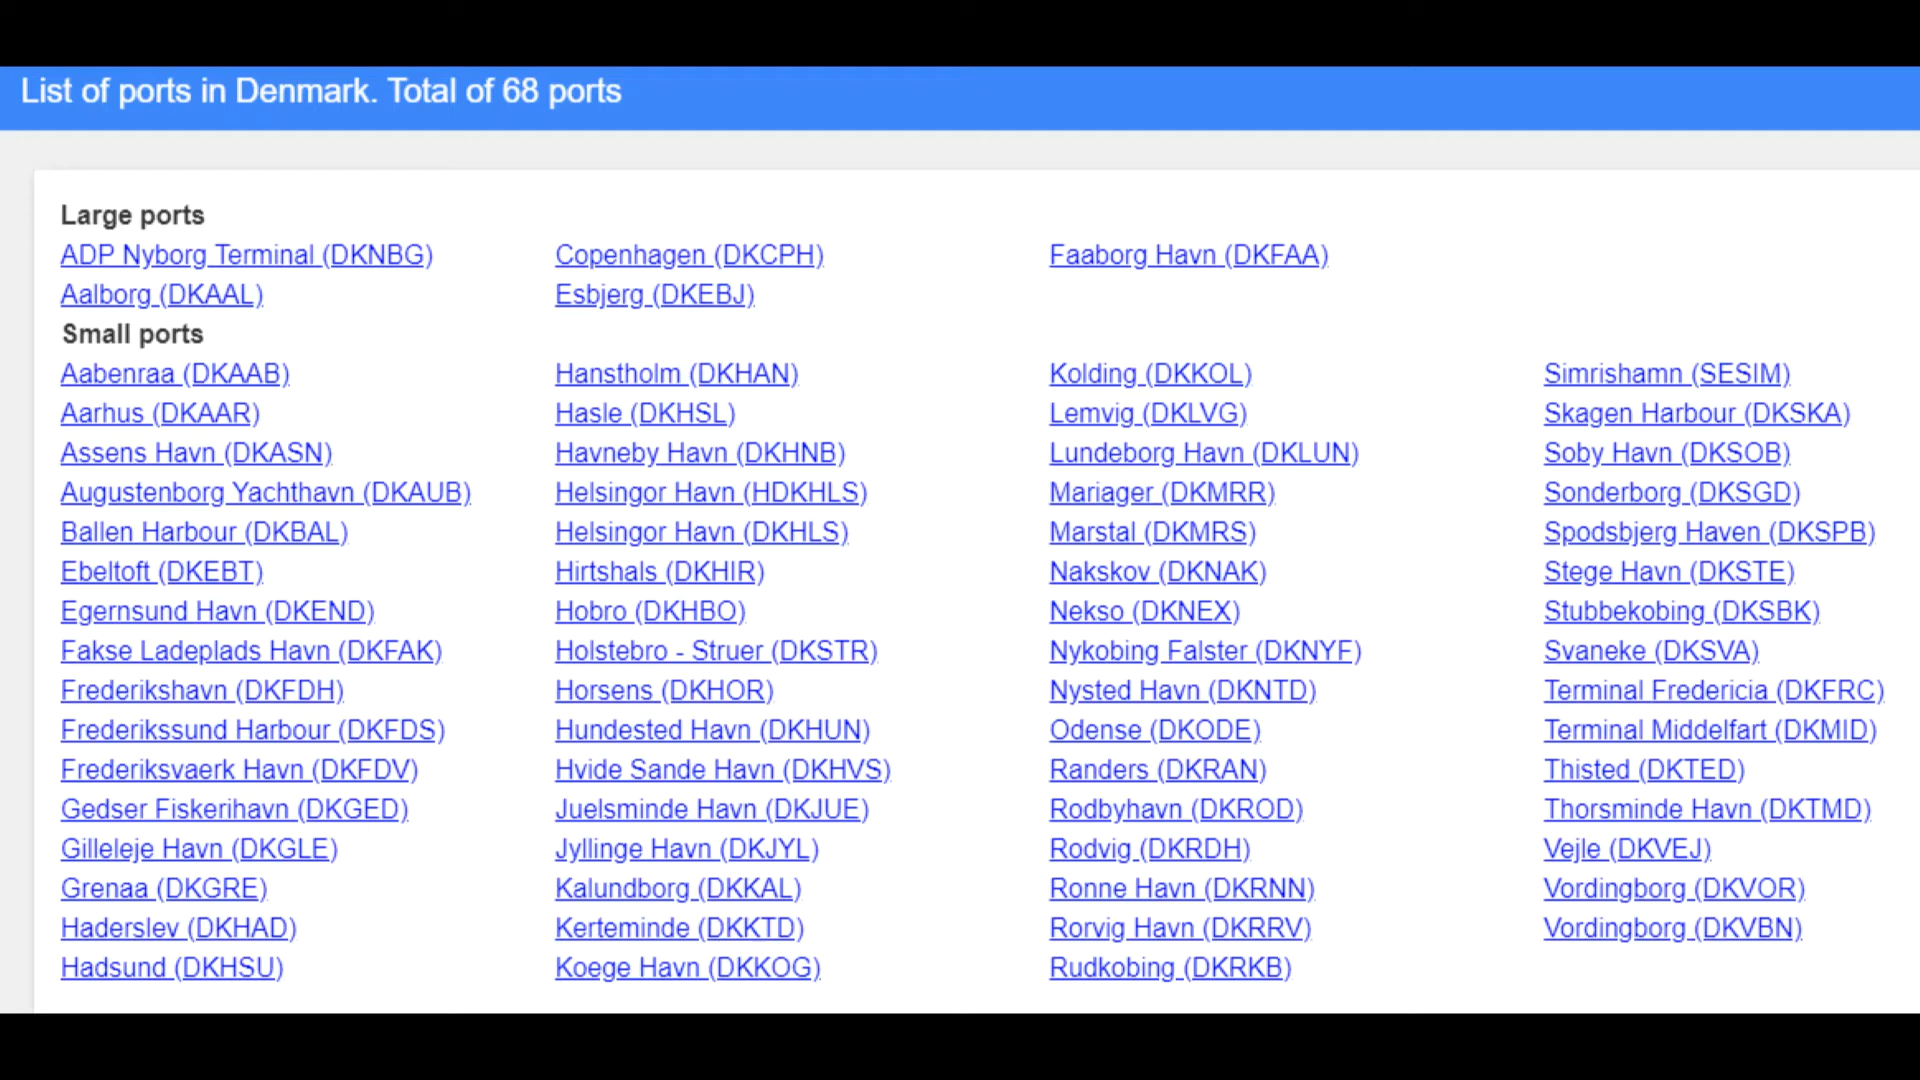 List of ports in Denmark. Total of 68 ports
Large ports
ADP Nyborg Terminal (DKNBG) Copenhagen (DKCPH) Faaborg Havn (DKFAA)
Aalborg (DKAAL) Esbjerg (DKEBJ)
Small ports
Aabenraa (DKAAB) Hanstholm (DKHAN) Kolding (DKKOL) Simrishamn (SESIM)
Aarhus (DKAAR) Hasle (DKHSL) Lemvig (DKLVG) Skagen Harbour (DKSKA)
Assens Havn (DKASN) Havneby Havn (DKHNB) Lundeborg Havn (DKLUN) Soby Havn (DKSOB)
Augustenborg Yachthavn (DKAUB) Helsingor Havn (HDKHLS) Mariager (DKMRR) Sonderborg (DKSGD)
Ballen Harbour (DKBAL) Helsingor Havn (DKHLS) Marstal (DKMRS) Spodsbjerg Haven (DKSPB)
Ebeltoft (DKEBT) Hirtshals (DKHIR) Nakskov (DKNAK) Stege Havn (DKSTE)
Egernsund Havn (DKEND) Hobro (DKHBO) Nekso (DKNEX) Stubbekobing (DKSBK)
Fakse Ladeplads Havn (DKFAK) Holstebro - Struer (DKSTR) Nykobing Falster (DKNYF) Svaneke (DKSVA)
Frederikshavn (DKFDH) Horsens (DKHOR) Nysted Havn (DKNTD) Terminal Fredericia (DKFRC)
Frederikssund Harbour (DKFDS) Hundested Havn (DKHUN) Odense (DKODE) Terminal Middelfart (DKMID)
Frederiksvaerk Havn (DKFDV) Hvide Sande Havn (DKHVS) Randers (DKRAN) Thisted (DKTED)
Gedser Fiskerihavn (DKGED) Juelsminde Havn (DKJUE) Rodbyhavn (DKROD) Thorsminde Havn (DKTMD)
Gilleleje Havn (DKGLE) Jyllinge Havn (DKJYL) Rodvig (DKRDH) Vejle (DKVEJ)
Grenaa (DKGRE) Kalundborg (DKKAL) Ronne Havn (DKRNN) Vordingborg (DKVOR)
Haderslev (DKHAD) Kerteminde (DKKTD) Rorvig Havn (DKRRV) Vordingborg (DKVBN)
Hadsund (DKHSU) Koege Havn (DKKOG) Rudkobing (DKRKB)